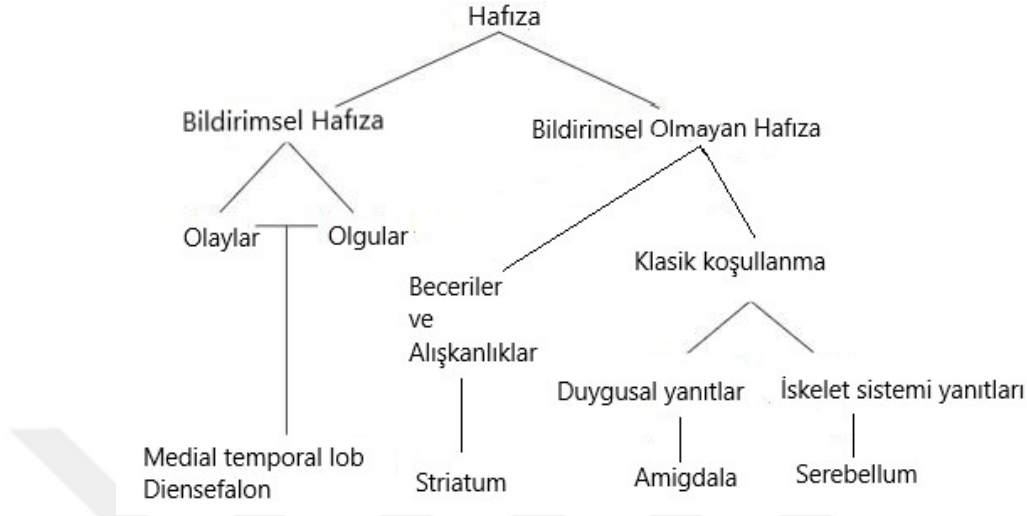 Hafıza
Bildirimsel Hafıza
Bildirimsel Olmayan Hafıza
Olaylar
Olgular
Klasik koşullanma
Beceriler
ve
Alışkanlıklar
Duygusal yanıtlar
İskelet sistemi yanıtları
Medial temporal lob
Diensefalon
Striatum
Amigdala
Serebellum